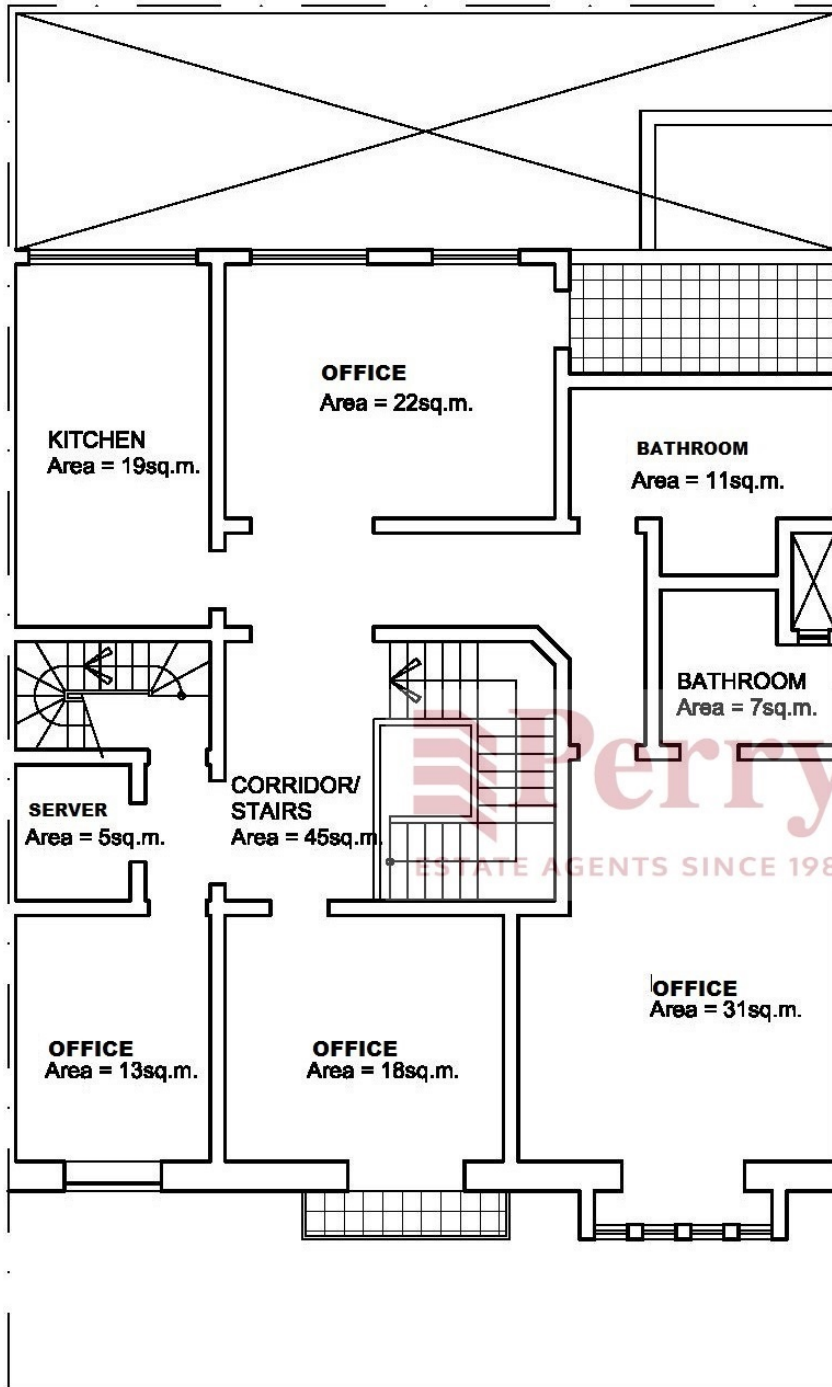 OFFICE
Area = 22sq.m.
KITCHEN
Area = 19sq.m.
BATHROOM
Area = 11sq.m.
BATHROOM
Area = 7sq.m.
Perry
CORRIDOR/
STAIRS
Area = 45sq.m.
SERVER
Area = 5sq.m.
ESTATE AGENTS SINCE 198
OFFICE
Area = 31sq.m.
OFFICE
Area = 13sq.m.
OFFICE
Area = 18sq.m.